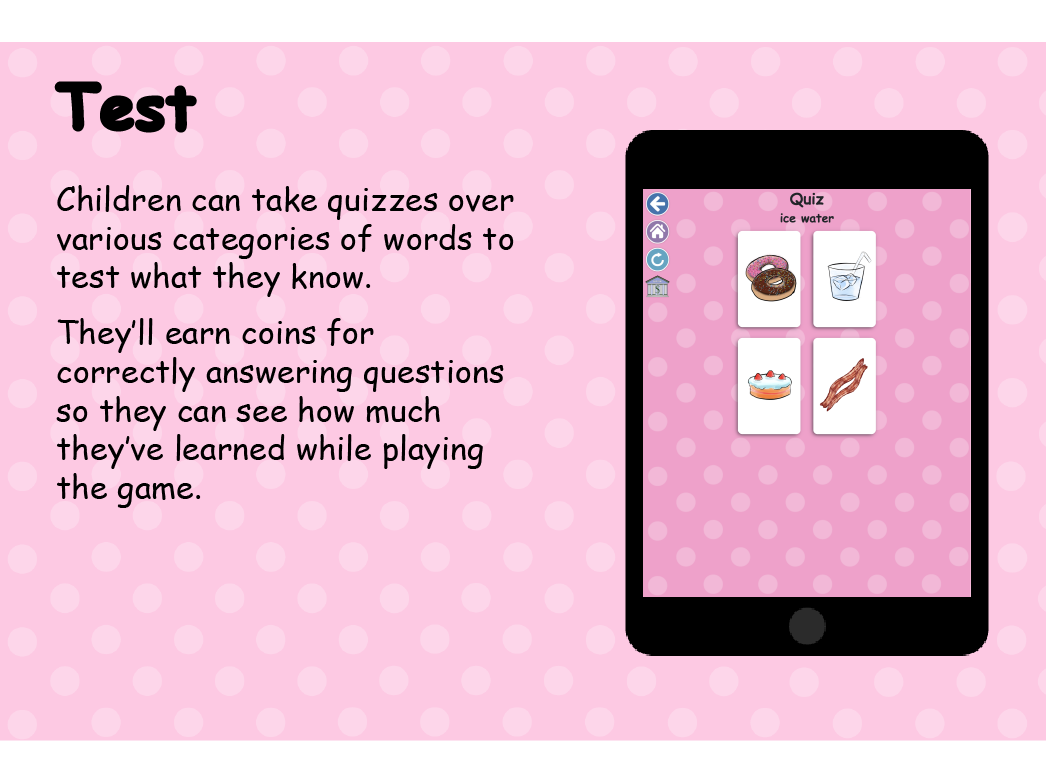 Test
Children can take quizzes over
various categories of words to
test what they know.
They’ll earn coins for
correctly answering questions
so they can see how much
they’ve learned while playing
the game.
Quiz
ice water
$